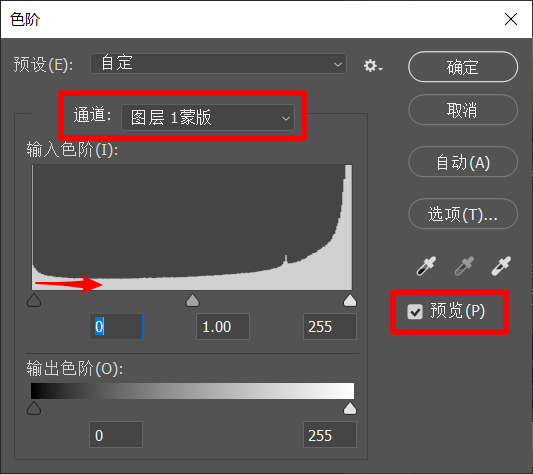 色阶
预设(E): 自定
确定
通道: 图层 1蒙版
取消
输入色阶(I):
自动(A)
选项(T)...
预览(P)
0 1.00 255
输出色阶(O):
0 255